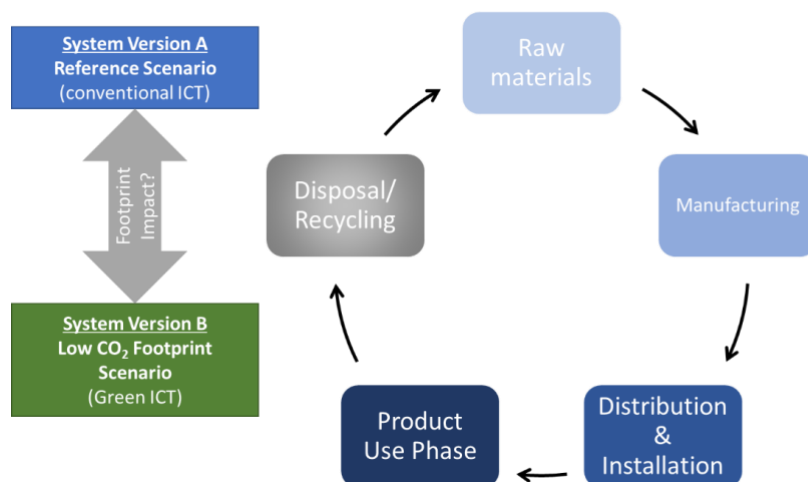 System Version A
Reference Scenario
(conventional ICT)
Footprint
Impact?
System Version B
Low CO₂ Footprint
Scenario
(Green ICT)
Raw
materials
Manufacturing
Distribution
&
Installation
Product
Use Phase
Disposal/
Recycling